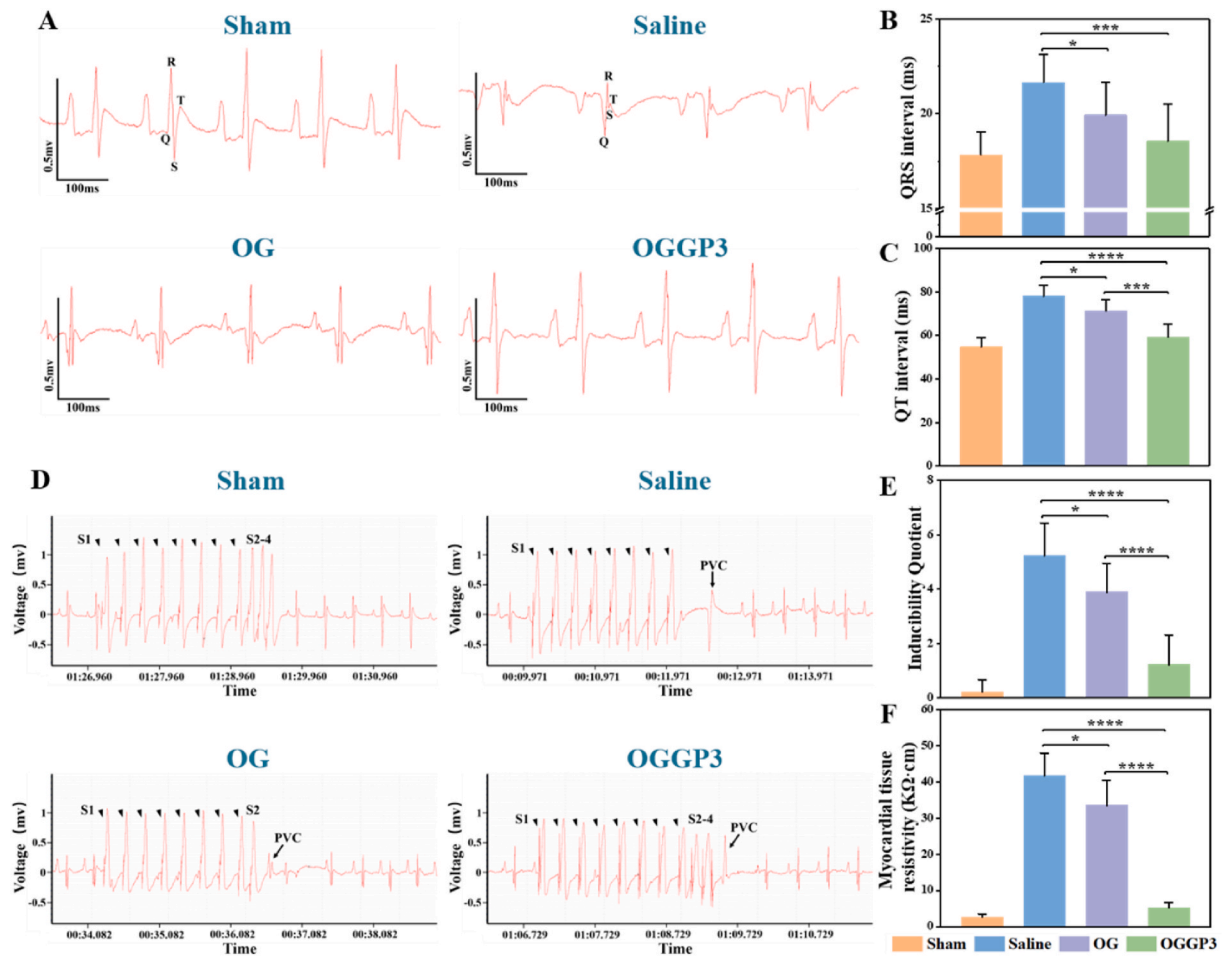 A
Sham
R
T
Q
S
0.5mv
100ms
Saline
R
T
S
Q
0.5mv
100ms
OG
0.5mv
100ms
OGGP3
0.5mv
100ms
B
QRS interval (ms)
25
20
15
0
***
*
C
QT interval (ms)
100
80
60
40
20
0
****
*
***
D
Sham
S1
S2-4
Voltage (mv)
1
0.5
0
-0.5
01:26,960
01:27,960
01:28,960
01:29,960
01:30,960
Time
Saline
S1
PVC
Voltage (mv)
1
0.5
0
-0.5
00:09,971
00:10,971
00:11,971
00:12,971
01:13,971
Time
OG
S1
S2
PVC
Voltage (mv)
1
0.5
0
-0.5
00:34,082
00:35,082
00:36,082
00:37,082
00:38,082
Time
OGGP3
S1
S2-4
PVC
Voltage (mv)
1
0.5
0
-0.5
01:06,729
01:07,729
01:08,729
01:09,729
01:10,729
Time
E
Inducibility Quotient
8
6
4
2
0
****
*
****
F
Myocardial tissue
resistivity (KΩ·cm)
60
50
40
30
20
10
0
****
*
****
Sham Saline OG OGGP3